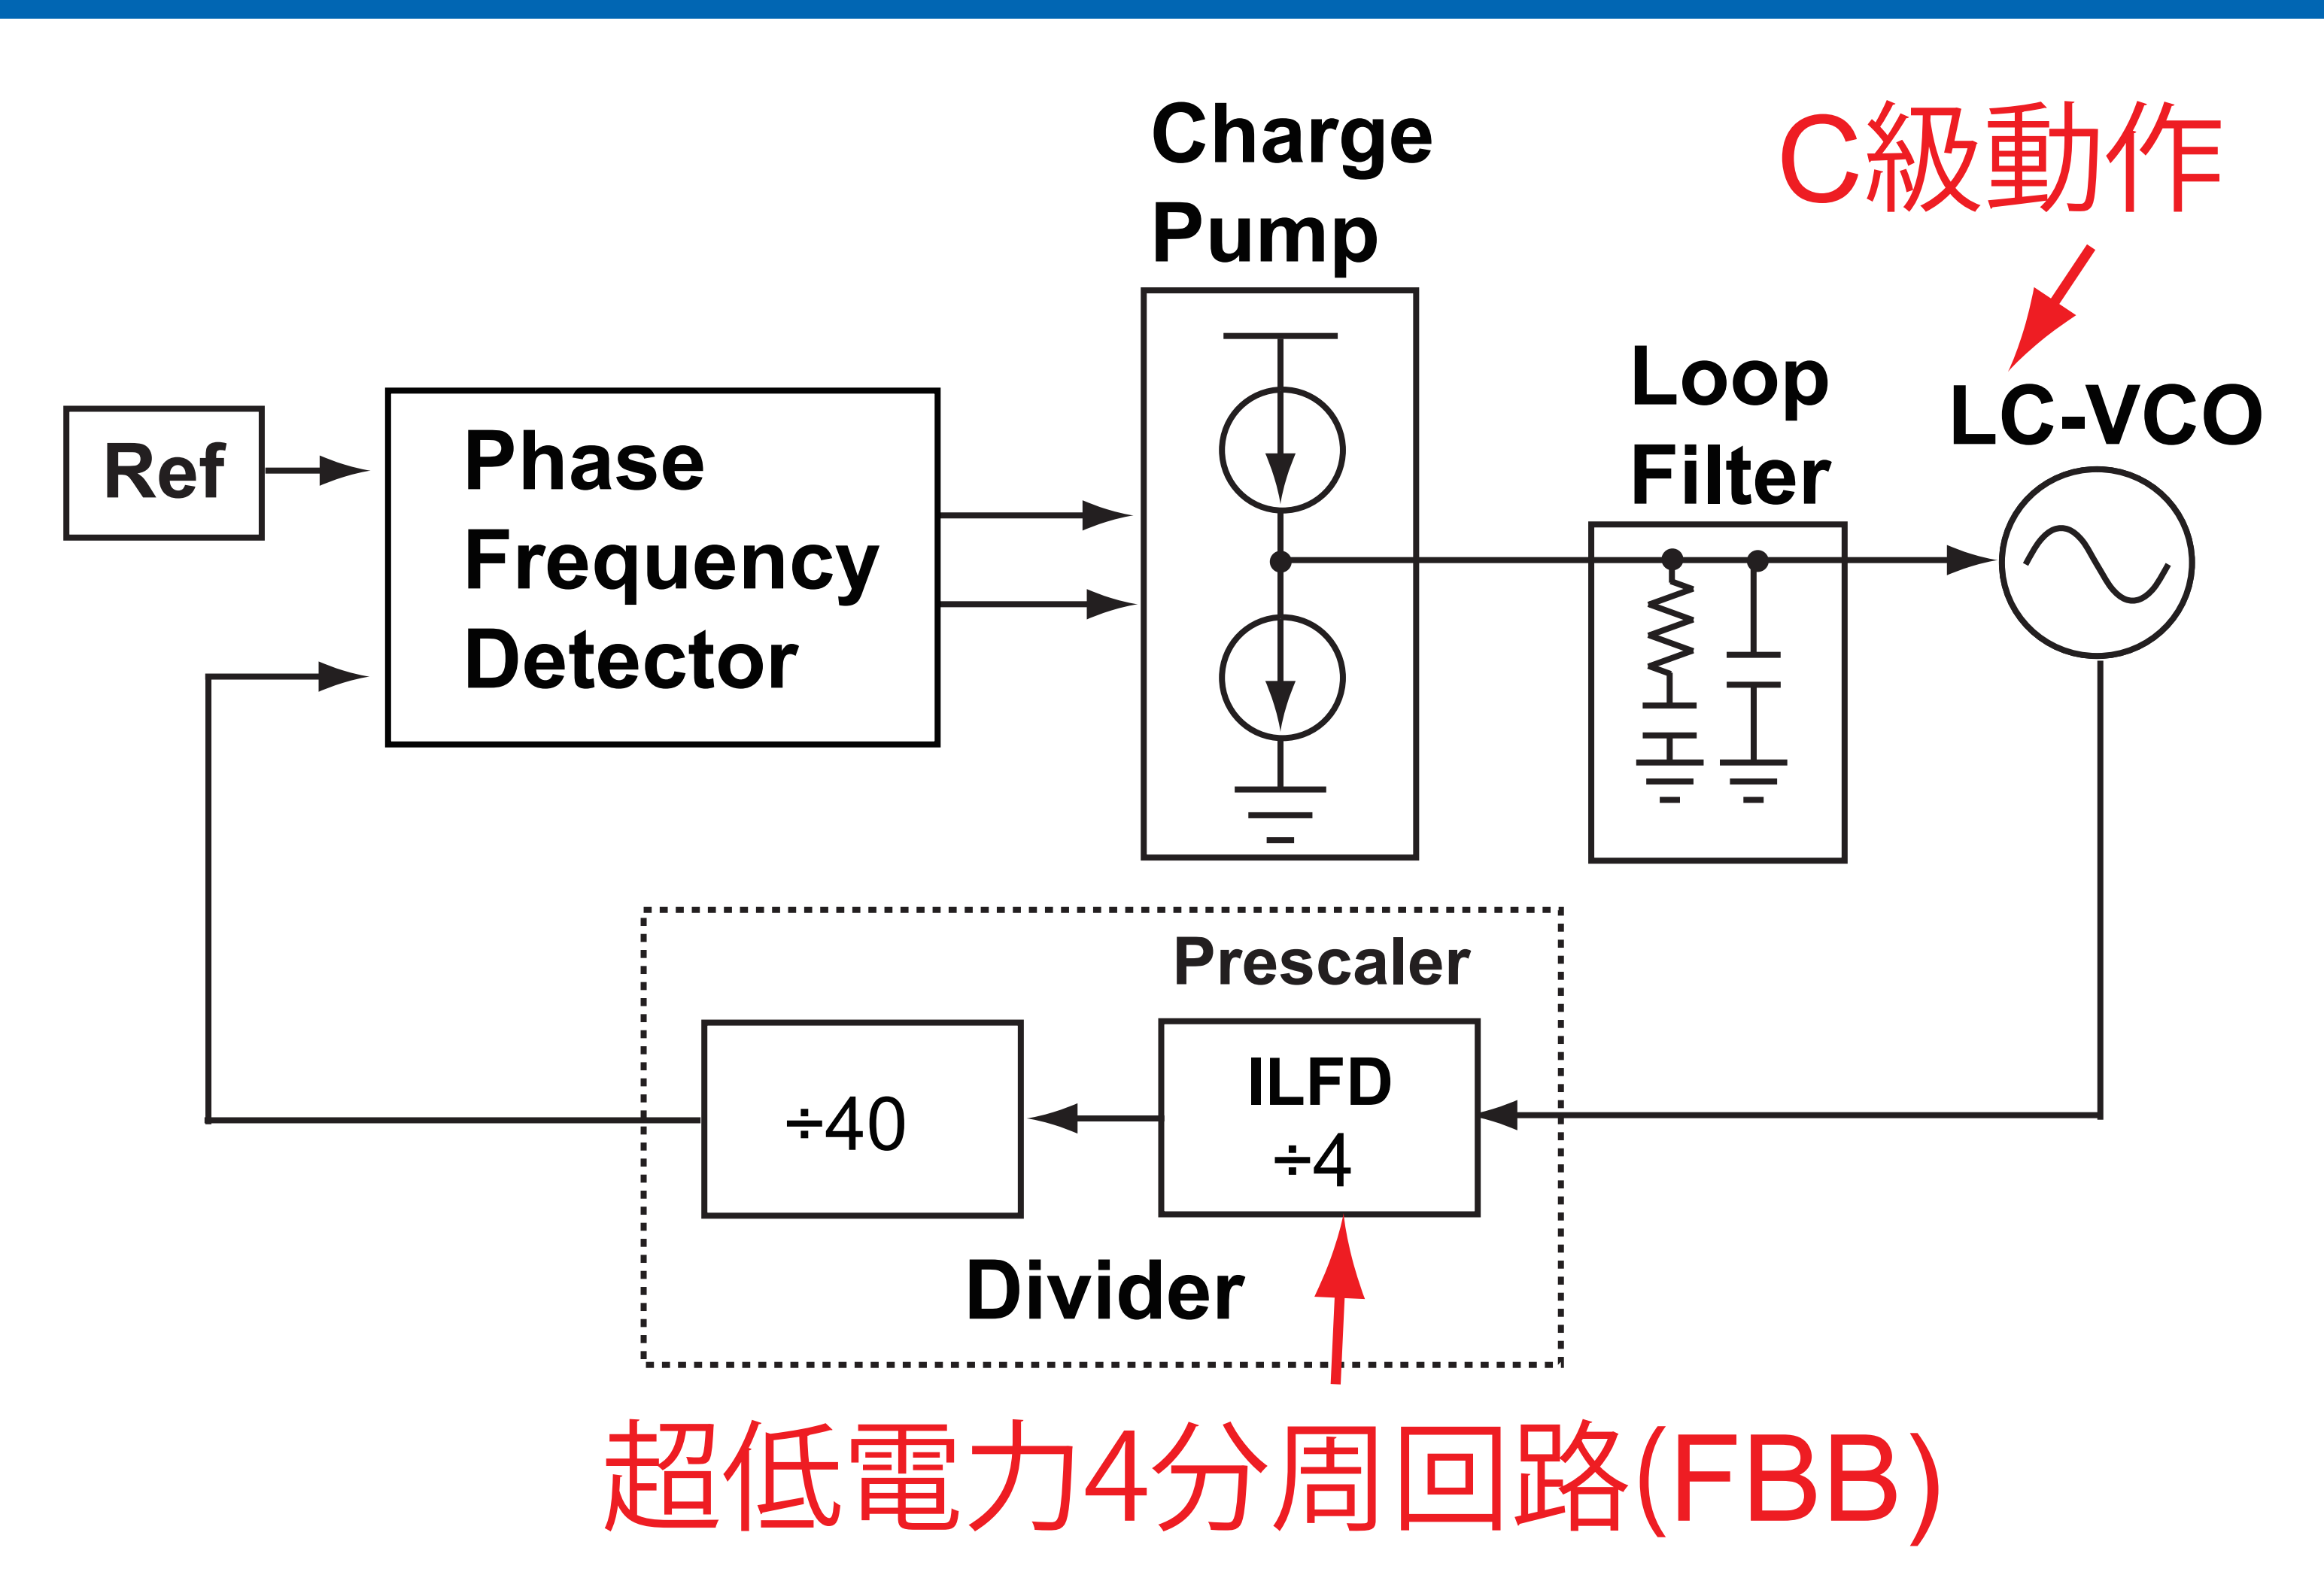 Charge
Pump
C級動作
Loop
Filter
LC-VCO
Ref
Phase
Frequency
Detector
Prescaler
÷40
ILFD
÷4
Divider
超低電力4分周回路(FBB)